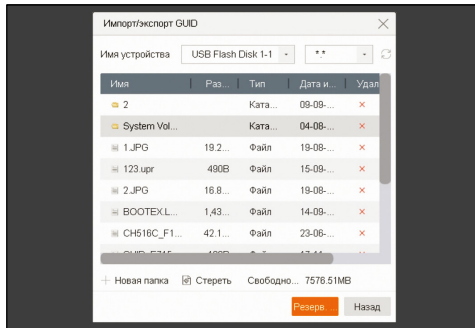 Импорт/экспорт GUID
Имя устройства USB Flash Disk 1-1 *.*
Имя Раз... Тип Дата и... Удал
2 Ката... 09-09-...
System Vol... Ката... 04-08-...
1.JPG 19.2... Файл 19-08-...
123.upr 490B Файл 15-09-...
2.JPG 16.8... Файл 19-08-...
BOOTEX.L... 1,43... Файл 14-09-...
CH516C_F1... 42.1... Файл 23-06-...
Новая папка Стереть Свободно... 7576.51MB
Резерв. Назад